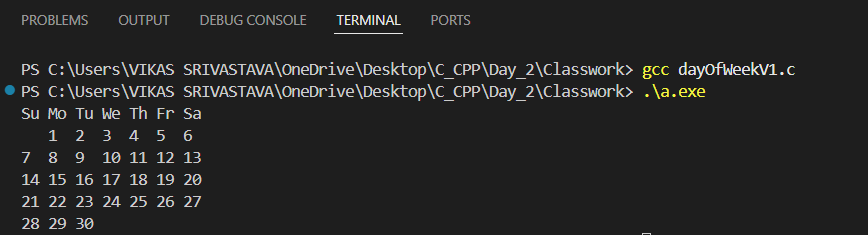 PROBLEMS OUTPUT DEBUG CONSOLE TERMINAL PORTS
PS C:\Users\VIKAS SRIVASTAVA\OneDrive\Desktop\C_CPP\Day_2\Classwork> gcc dayOfWeekV1.c
PS C:\Users\VIKAS SRIVASTAVA\OneDrive\Desktop\C_CPP\Day_2\Classwork> .\a.exe
Su Mo Tu We Th Fr Sa
   1  2  3  4  5  6
7  8  9  10 11 12 13
14 15 16 17 18 19 20
21 22 23 24 25 26 27
28 29 30